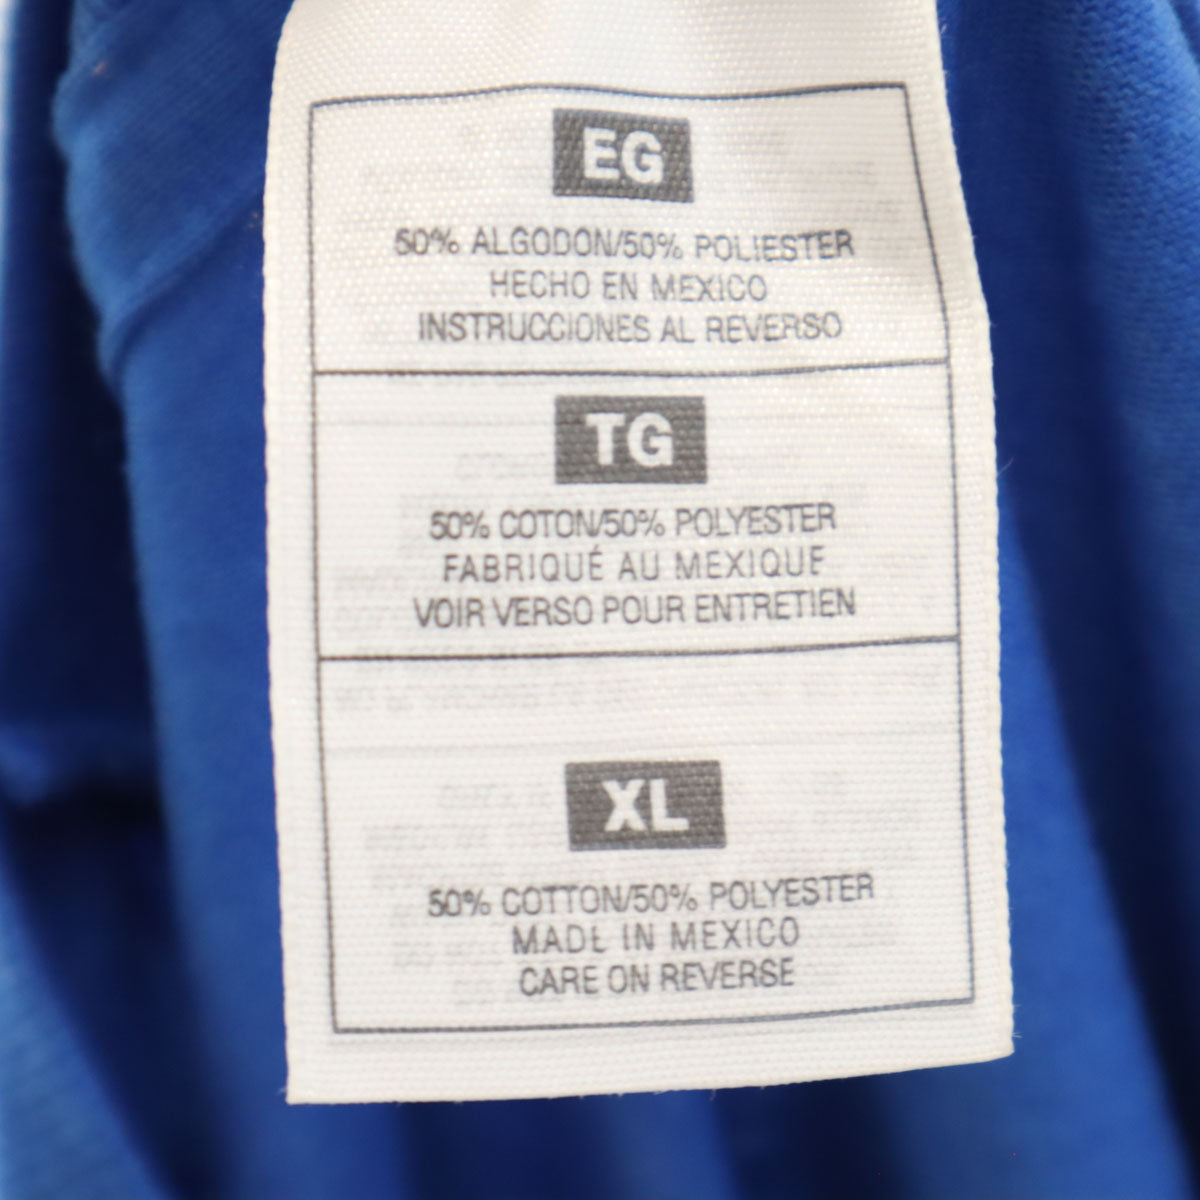 EG
50% ALGODON/50% POLIESTER
HECHO EN MEXICO
INSTRUCCIONES AL REVERSO
TG
50% COTON/50% POLYESTER
FABRIQUÉ AU MEXIQUE
VOIR VERSO POUR ENTRETIEN
XL
50% COTTON/50% POLYESTER
MADE IN MEXICO
CARE ON REVERSE